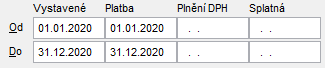 Vystavené Platba Plnění DPH Splatná
Od 01.01.2020 01.01.2020 . . . .
Do 31.12.2020 31.12.2020 . . . .